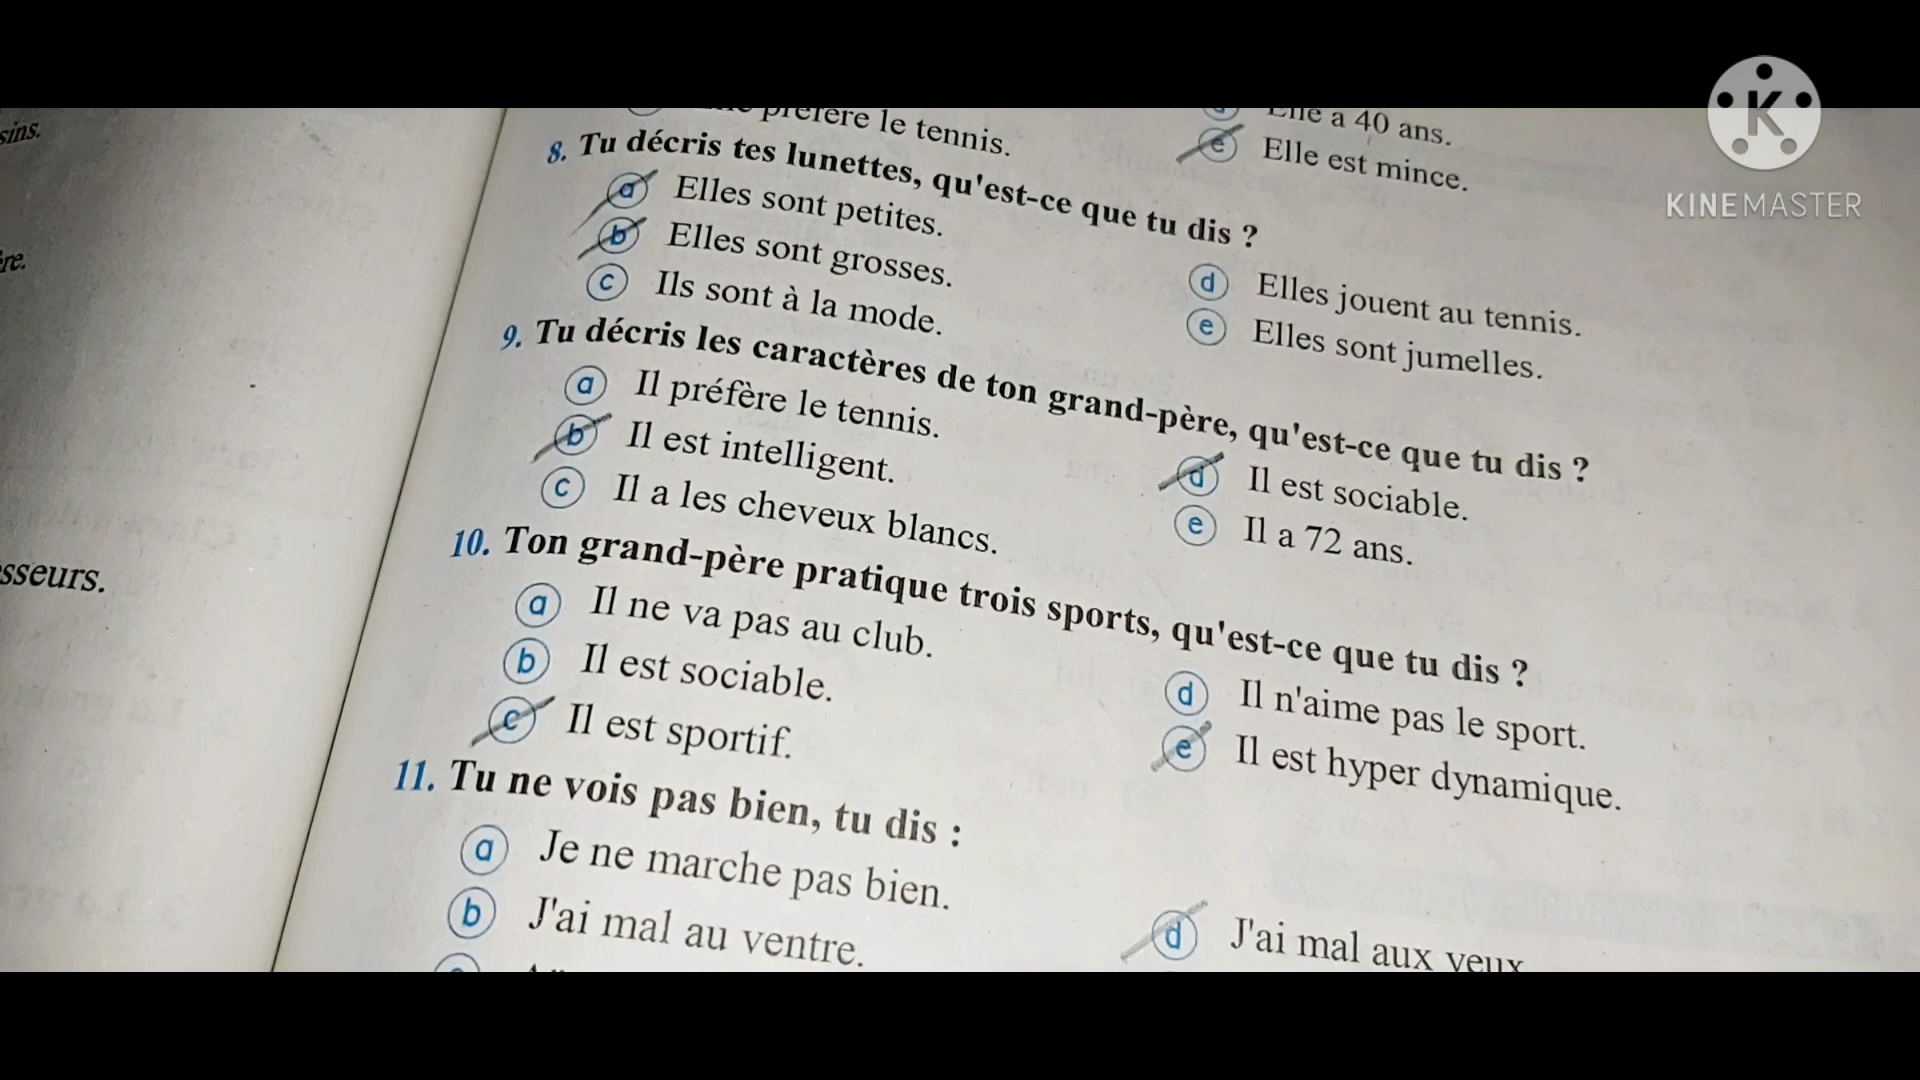 sins.
préfère le tennis.
Elle a 40 ans.
e Elle est mince.
8. Tu décris tes lunettes, qu'est-ce que tu dis ?
a Elles sont petites.
b Elles sont grosses.
c Ils sont à la mode.
d Elles jouent au tennis.
e Elles sont jumelles.
9. Tu décris les caractères de ton grand-père, qu'est-ce que tu dis ?
a Il préfère le tennis.
b Il est intelligent.
c Il a les cheveux blancs.
d Il est sociable.
e Il a 72 ans.
10. Ton grand-père pratique trois sports, qu'est-ce que tu dis ?
a Il ne va pas au club.
b Il est sociable.
c Il est sportif.
d Il n'aime pas le sport.
e Il est hyper dynamique.
11. Tu ne vois pas bien, tu dis :
a Je ne marche pas bien.
b J'ai mal au ventre.
d J'ai mal aux yeux
re.
sseurs.
K
KINEMASTER